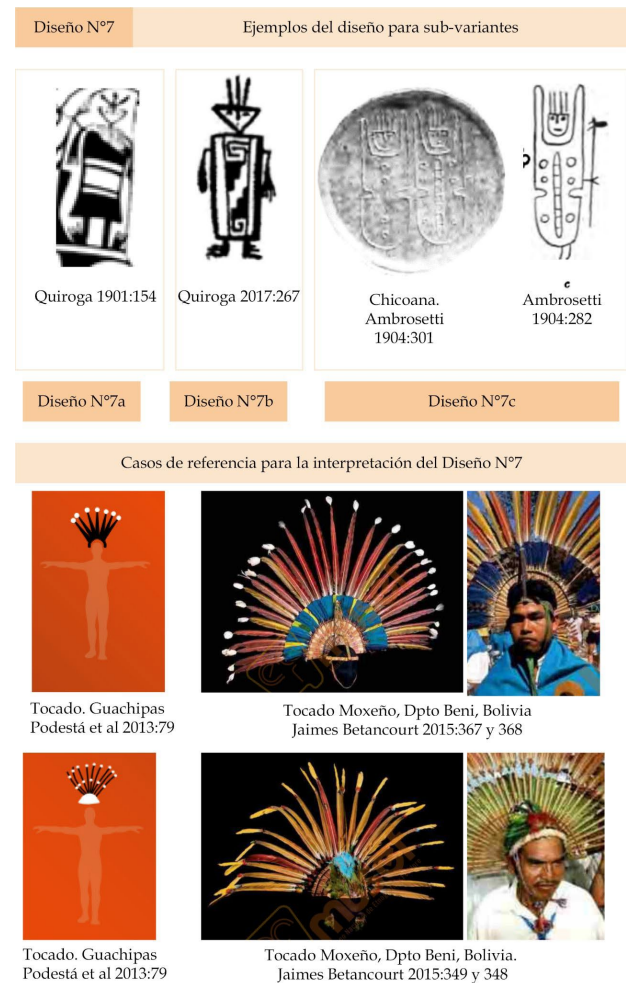 Diseño N°7
Ejemplos del diseño para sub-variantes
Quiroga 1901:154
Quiroga 2017:267
Chicoana.
Ambrosetti
1904:301
c
Ambrosetti
1904:282
Diseño N°7a
Diseño N°7b
Diseño N°7c
Casos de referencia para la interpretación del Diseño N°7
Tocado. Guachipas
Podestá et al 2013:79
Tocado Moxeño, Dpto Beni, Bolivia
Jaimes Betancourt 2015:367 y 368
Tocado. Guachipas
Podestá et al 2013:79
Tocado Moxeño, Dpto Beni, Bolivia.
Jaimes Betancourt 2015:349 y 348